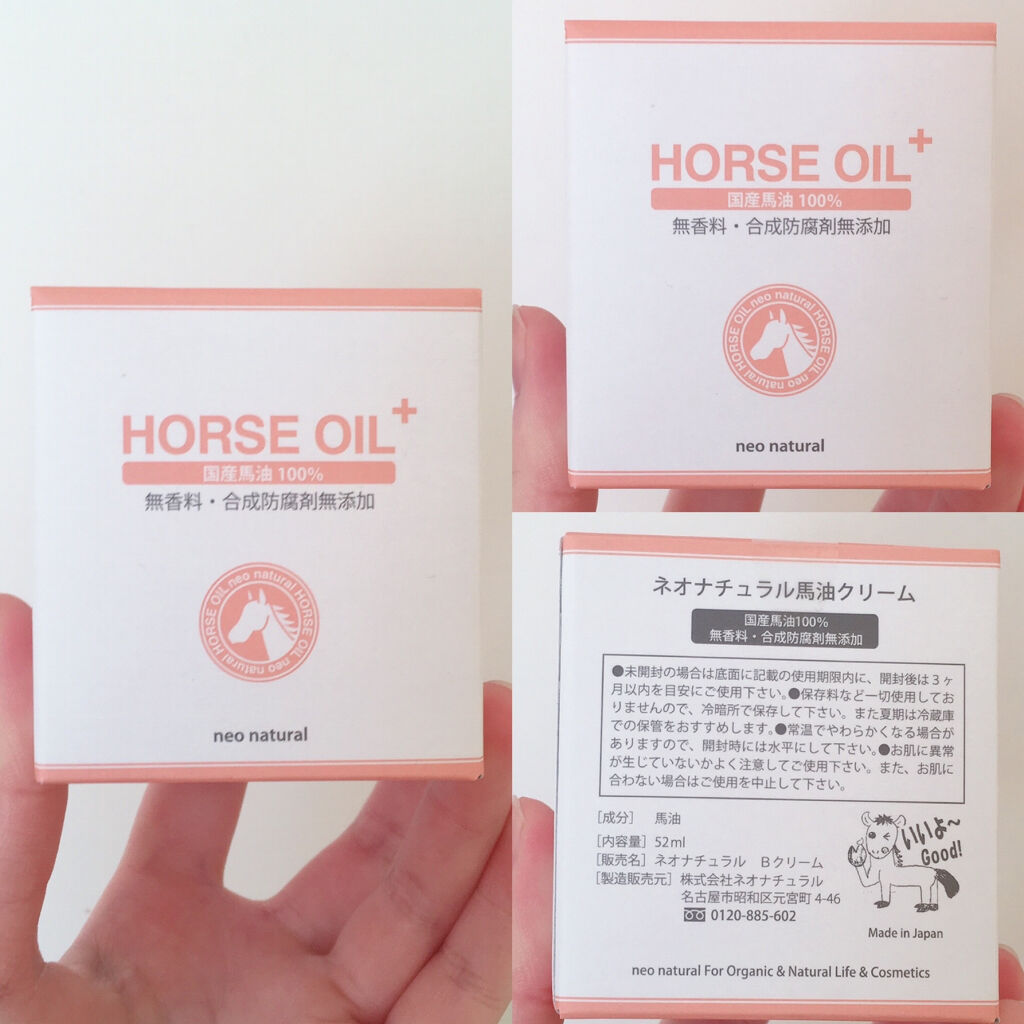 HORSE OIL+
国産馬油 100%
無香料・合成防腐剤無添加
HORSE OIL neo natural HORSE OIL neo natural
neo natural
HORSE OIL+
国産馬油 100%
無香料・合成防腐剤無添加
HORSE OIL neo natural HORSE OIL neo natural
neo natural
ネオナチュラル馬油クリーム
国産馬油100%
無香料・合成防腐剤無添加
●未開封の場合は底面に記載の使用期限内に、開封後は3ヶ
月以内を目安にご使用下さい。●保存料など一切使用してお
りませんので、冷暗所で保存して下さい。また夏期は冷蔵庫
での保管をおすすめします。●常温でやわらかくなる場合が
ありますので、開封時には水平にして下さい。●お肌に異常
が生じていないかよく注意してご使用下さい。また、お肌に
合わない場合はご使用を中止して下さい。
[成分] 馬油
[内容量] 52ml
[販売名] ネオナチュラル Bクリーム
[製造販売元] 株式会社ネオナチュラル
名古屋市昭和区元宮町 4-46
0120-885-602
いいよ～
Good!
Made in Japan
neo natural For Organic & Natural Life & Cosmetics